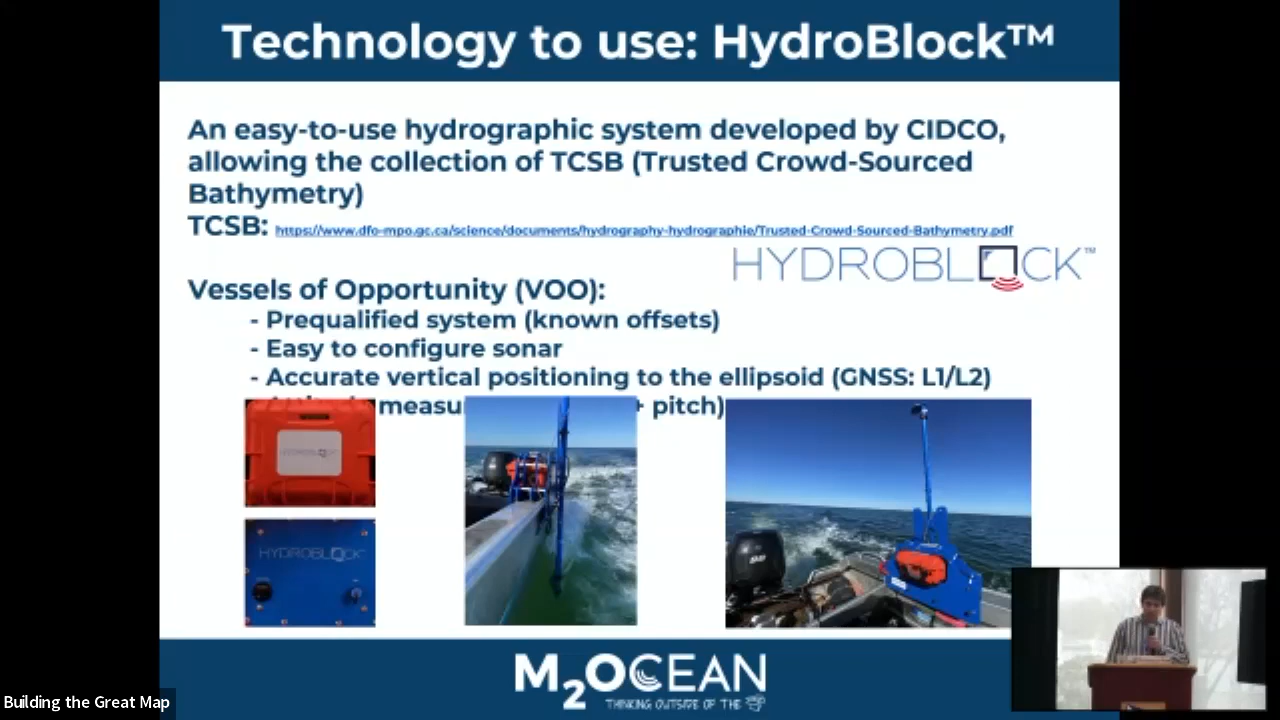 Technology to use: HydroBlock™
An easy-to-use hydrographic system developed by CIDCO,
allowing the collection of TCSB (Trusted Crowd-Sourced
Bathymetry)
TCSB: https://www.dfo-mpo.gc.ca/science/documents/hydrography-hydrographie/Trusted-Crowd-Sourced-Bathymetry.pdf
HYDROBLOCK™
Vessels of Opportunity (VOO):
- Prequalified system (known offsets)
- Easy to configure sonar
- Accurate vertical positioning to the ellipsoid (GNSS: L1/L2)
+ pitch)
HYDROBLOCK
HYDROBLOCK
M2OCEAN
THINKING OUTSIDE OF THE
Building the Great Map